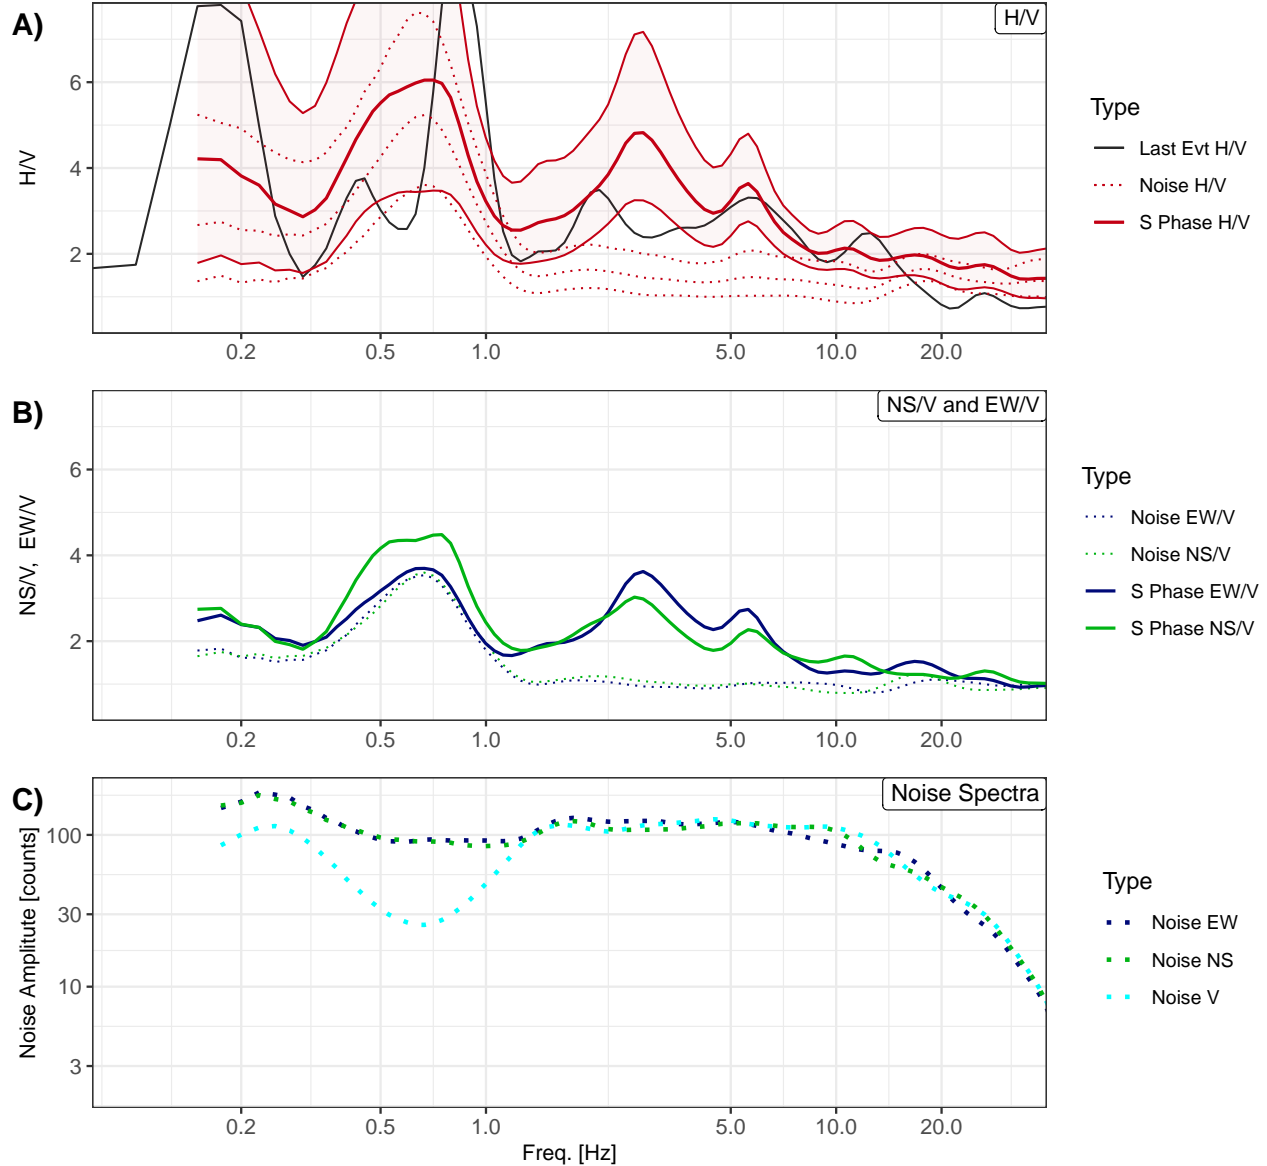 A)
H/V
6
4
2
H/V
0.2 0.5 1.0 5.0 10.0 20.0
Type
Last Evt H/V
Noise H/V
S Phase H/V
B)
NS/V and EW/V
6
4
2
NS/V, EW/V
0.2 0.5 1.0 5.0 10.0 20.0
Type
Noise EW/V
Noise NS/V
S Phase EW/V
S Phase NS/V
C)
Noise Spectra
100
30
10
3
Noise Amplitute [counts]
0.2 0.5 1.0 5.0 10.0 20.0
Freq. [Hz]
Type
Noise EW
Noise NS
Noise V